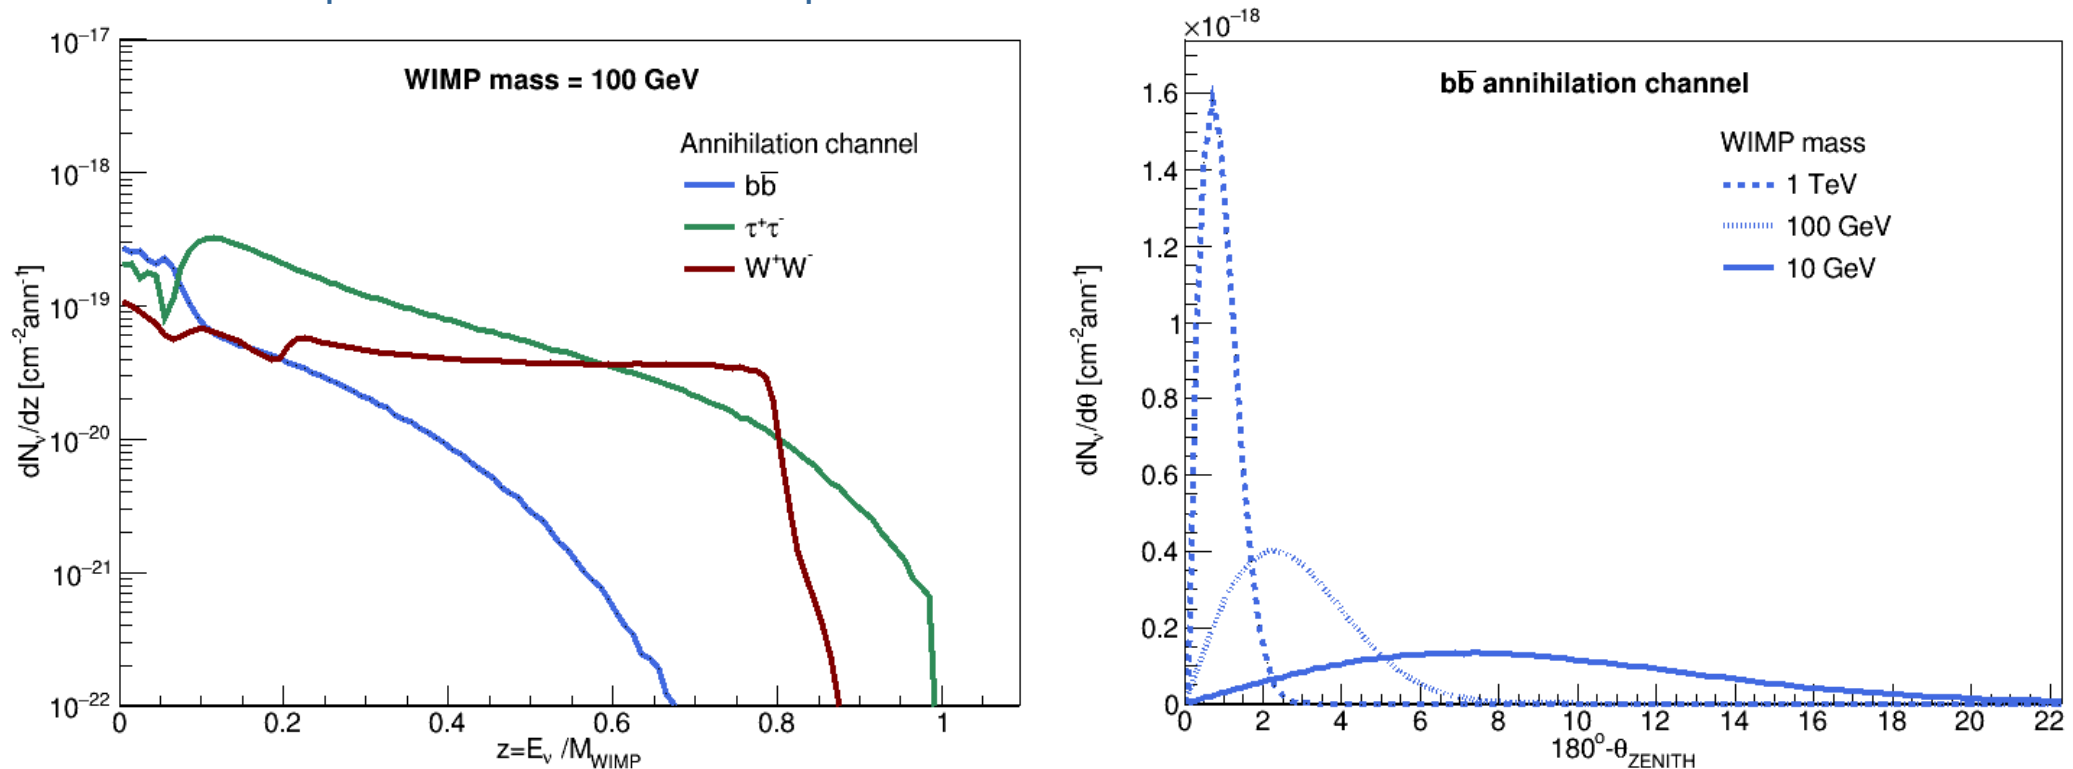 10⁻¹⁷
10⁻¹⁸
10⁻¹⁹
10⁻²⁰
10⁻²¹
10⁻²²
dNᵥ/dz [cm⁻²ann⁻¹]
WIMP mass = 100 GeV
Annihilation channel
bb̅
τ⁺τ⁻
W⁺W⁻
0 0.2 0.4 0.6 0.8 1
z=Eᵥ /M_WIMP
×10⁻¹⁸
1.6
1.4
1.2
1
0.8
0.6
0.4
0.2
0
dNᵥ/dθ [cm⁻²ann⁻¹]
bb̅ annihilation channel
WIMP mass
1 TeV
100 GeV
10 GeV
0 2 4 6 8 10 12 14 16 18 20 22
180°-θ_ZENITH